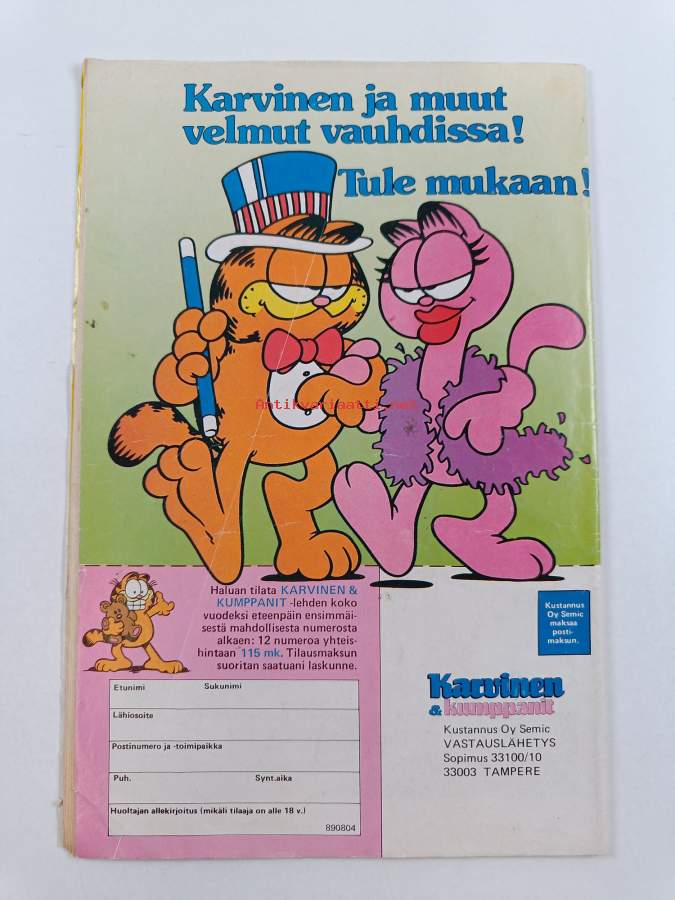 Karvinen ja muut
velmut vauhdissa!
Tule mukaan!
Antikvariaatti.net
Haluan tilata KARVINEN &
KUMPPANIT -lehden koko
vuodeksi eteenpäin ensimmäi-
sestä mahdollisesta numerosta
alkaen: 12 numeroa yhteis-
hintaan 115 mk. Tilausmaksun
suoritan saatuani laskunne.
Etunimi Sukunimi
Lähiosoite
Postinumero ja -toimipaikka
Puh. Synt.aika
Huoltajan allekirjoitus (mikäli tilaaja on alle 18 v.)
890804
Kustannus
Oy Semic
maksaa
posti-
maksun.
Karvinen
& kumppanit
Kustannus Oy Semic
VASTAUSLÄHETYS
Sopimus 33100/10
33003 TAMPERE